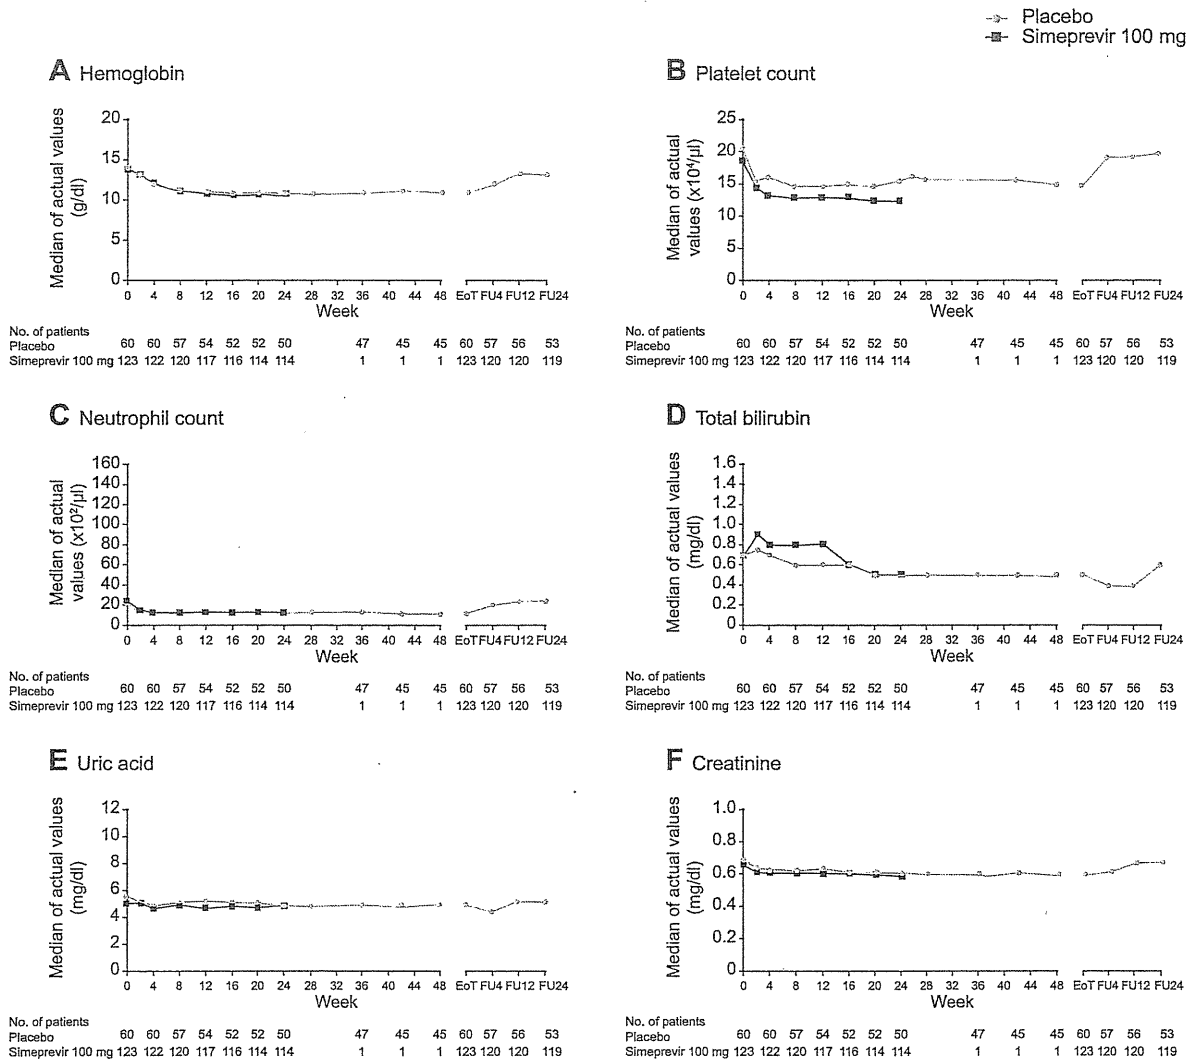 Placebo
Simeprevir 100 mg
A Hemoglobin
Median of actual values
(g/dl)
20
15
10
5
0
0 4 8 12 16 20 24 28 32 36 40 44 48 EoT FU4 FU12 FU24
Week
No. of patients
Placebo 60 60 57 54 52 52 50 47 45 45 60 57 56 53
Simeprevir 100 mg 123 122 120 117 116 114 114 1 1 1 123 120 120 119
B Platelet count
Median of actual
values (x10⁴/µl)
25
20
15
10
5
0
0 4 8 12 16 20 24 28 32 36 40 44 48 EoT FU4 FU12 FU24
Week
No. of patients
Placebo 60 60 57 54 52 52 50 47 45 45 60 57 56 53
Simeprevir 100 mg 123 122 120 117 116 114 114 1 1 1 123 120 120 119
C Neutrophil count
Median of actual
values (x10²/µl)
160
140
120
100
80
60
40
20
0
0 4 8 12 16 20 24 28 32 36 40 44 48 EoT FU4 FU12 FU24
Week
No. of patients
Placebo 60 60 57 54 52 52 50 47 45 45 60 57 56 53
Simeprevir 100 mg 123 122 120 117 116 114 114 1 1 1 123 120 120 119
D Total bilirubin
Median of actual values
(mg/dl)
1.6
1.4
1.2
1.0
0.8
0.6
0.4
0.2
0
0 4 8 12 16 20 24 28 32 36 40 44 48 EoT FU4 FU12 FU24
Week
No. of patients
Placebo 60 60 57 54 52 52 50 47 45 45 60 57 56 53
Simeprevir 100 mg 123 122 120 117 116 114 114 1 1 1 123 120 120 119
E Uric acid
Median of actual values
(mg/dl)
12
10
8
6
4
2
0
0 4 8 12 16 20 24 28 32 36 40 44 48 EoT FU4 FU12 FU24
Week
No. of patients
Placebo 60 60 57 54 52 52 50 47 45 45 60 57 56 53
Simeprevir 100 mg 123 122 120 117 116 114 114 1 1 1 123 120 120 119
F Creatinine
Median of actual values
(mg/dl)
1.0
0.8
0.6
0.4
0.2
0
0 4 8 12 16 20 24 28 32 36 40 44 48 EoT FU4 FU12 FU24
Week
No. of patients
Placebo 60 60 57 54 52 52 50 47 45 45 60 57 56 53
Simeprevir 100 mg 123 122 120 117 116 114 114 1 1 1 123 120 120 119